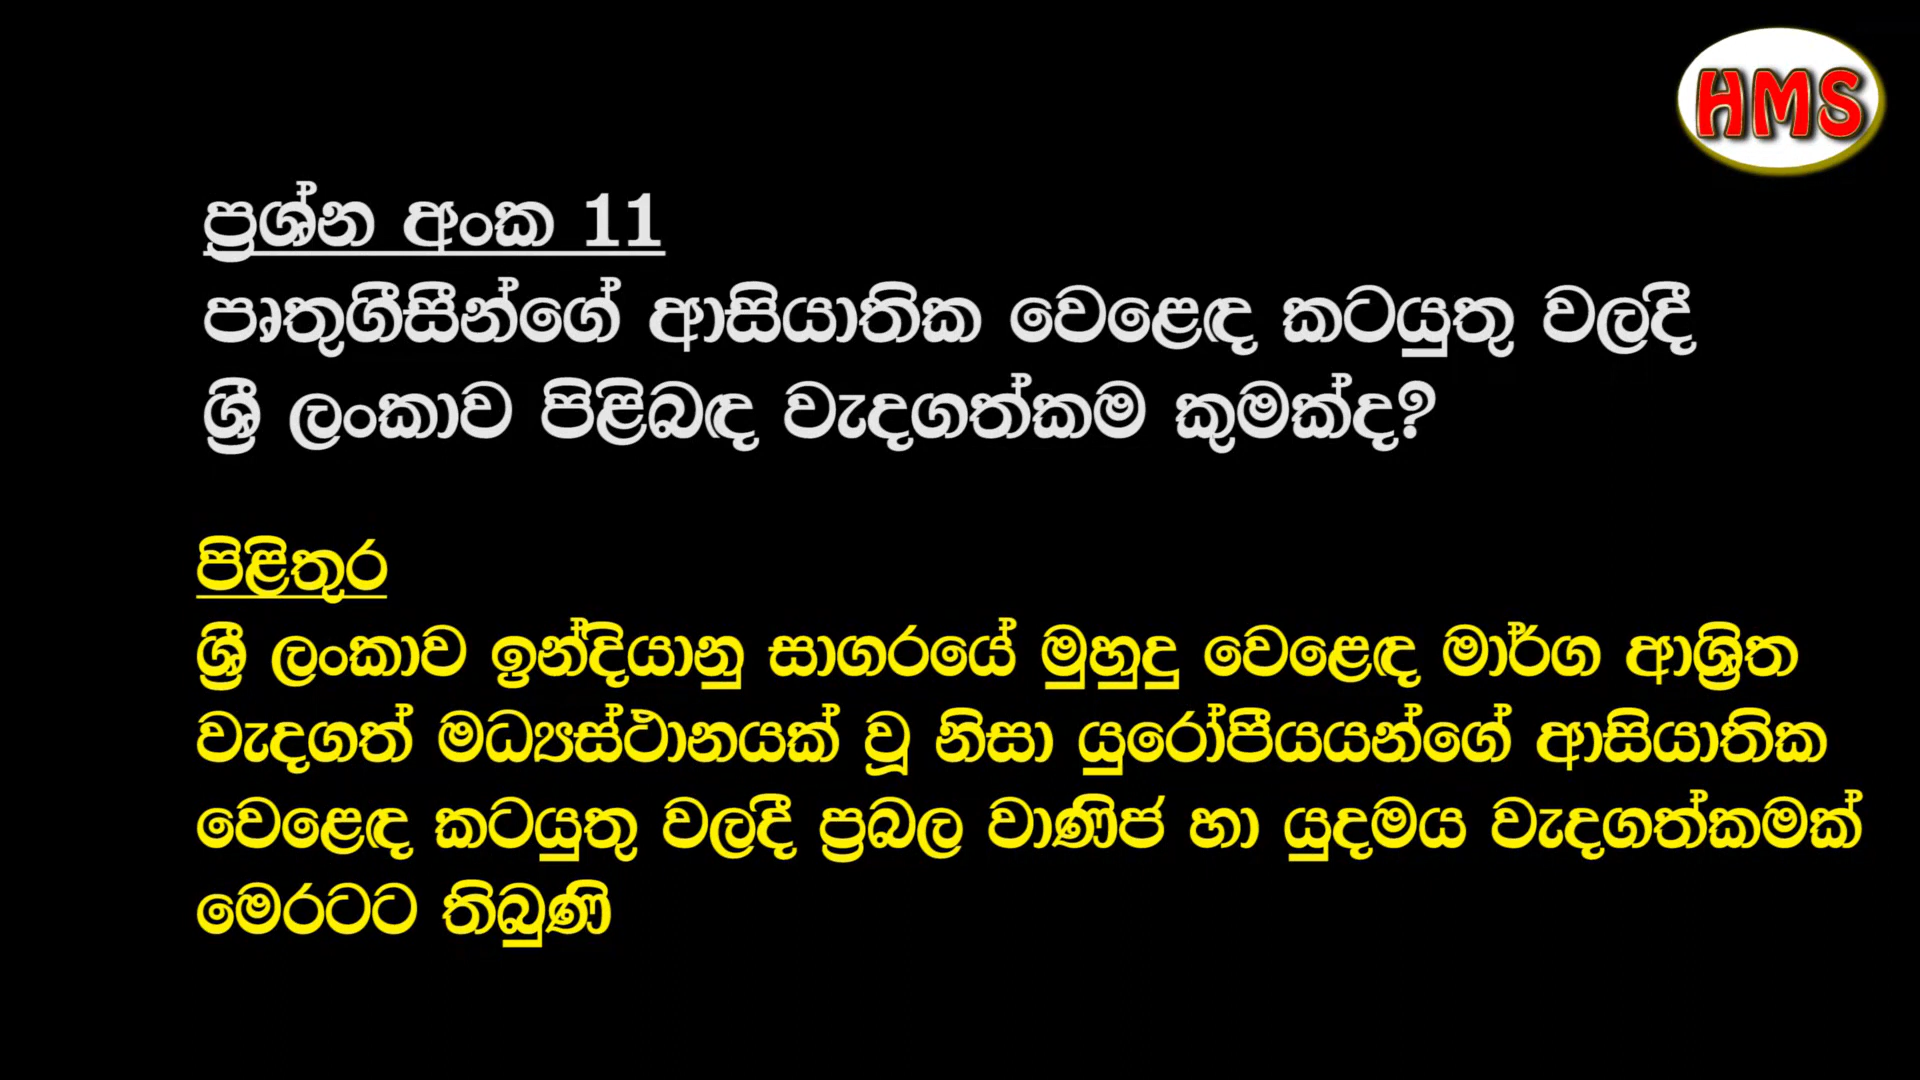 HMS
ප්‍රශ්න අංක 11
පෘතුගීසීන්ගේ ආසියාතික වෙළෙඳ කටයුතු වලදී
ශ්‍රී ලංකාව පිළිබඳ වැදගත්කම කුමක්ද?
පිළිතුර
ශ්‍රී ලංකාව ඉන්දියානු සාගරයේ මුහුදු වෙළෙඳ මාර්ග ආශ්‍රිත
වැදගත් මධ්‍යස්ථානයක් වූ නිසා යුරෝපීයයන්ගේ ආසියාතික
වෙළෙඳ කටයුතු වලදී ප්‍රබල වාණිජ හා යුදමය වැදගත්කමක්
මෙරටට තිබුණි